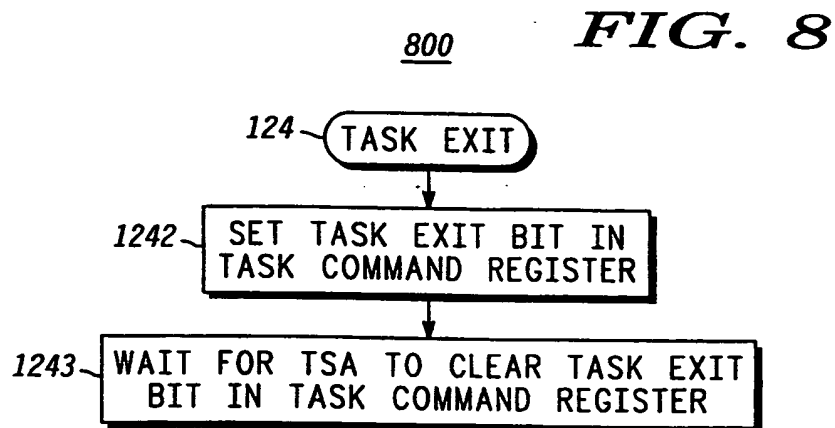 FIG. 8
800
124
TASK EXIT
1242
SET TASK EXIT BIT IN
TASK COMMAND REGISTER
1243
WAIT FOR TSA TO CLEAR TASK EXIT
BIT IN TASK COMMAND REGISTER